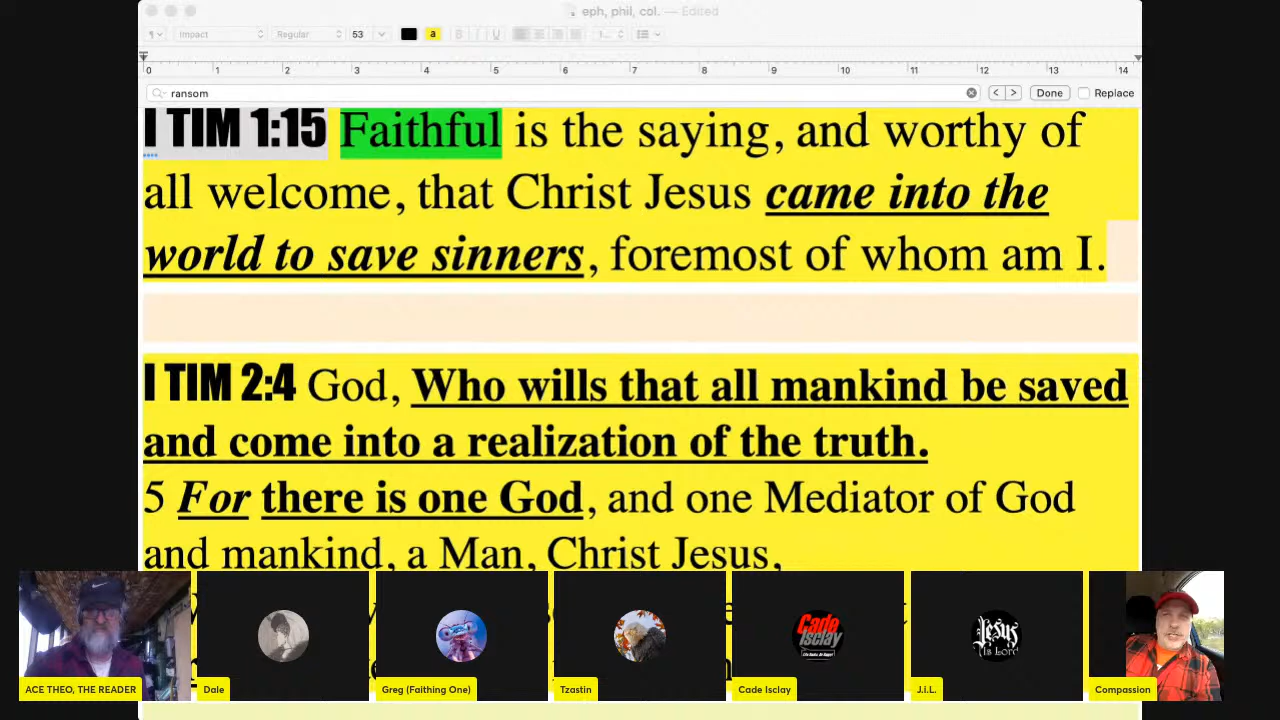 eph, phil, col. — Edited
¶ Impact Regular 53 a B I U 1...
0 1 2 3 4 5 6 7 8 9 10 11 12 13 14
ransom < > Done Replace
I TIM 1:15 Faithful is the saying, and worthy of
all welcome, that Christ Jesus came into the
world to save sinners, foremost of whom am I.
I TIM 2:4 God, Who wills that all mankind be saved
and come into a realization of the truth.
5 For there is one God, and one Mediator of God
and mankind, a Man, Christ Jesus,
Cade
Isclay
Jesus
Is Lord
ACE THEO, THE READER
Dale
Greg (Faithing One)
Tzastin
Cade Isclay
J.i.L.
Compassion